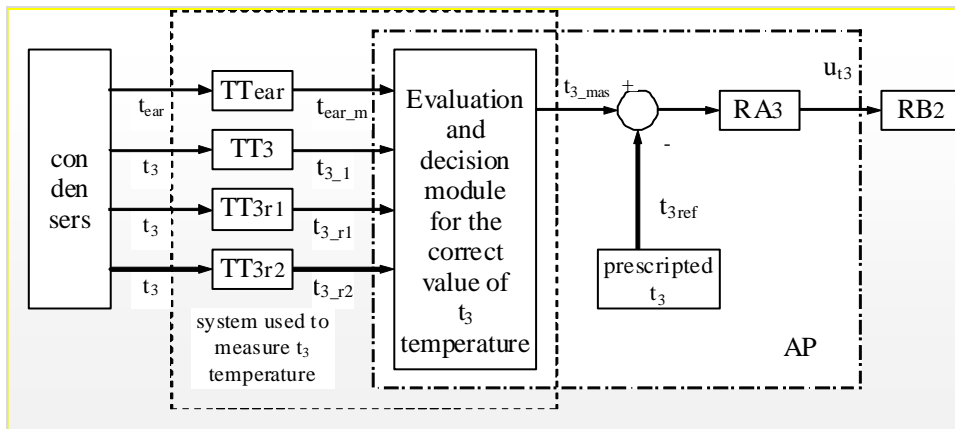 con
den
sers
t_ear
TTear
t_ear_m
t_3
TT3
t_3_1
t_3
TT3r1
t_3_r1
t_3
TT3r2
t_3_r2
system used to
measure t_3
temperature
Evaluation
and
decision
module
for the
correct
value of
t_3
temperature
t_3_mas
+
-
t_3ref
prescripted
t_3
RA3
u_t3
RB2
AP